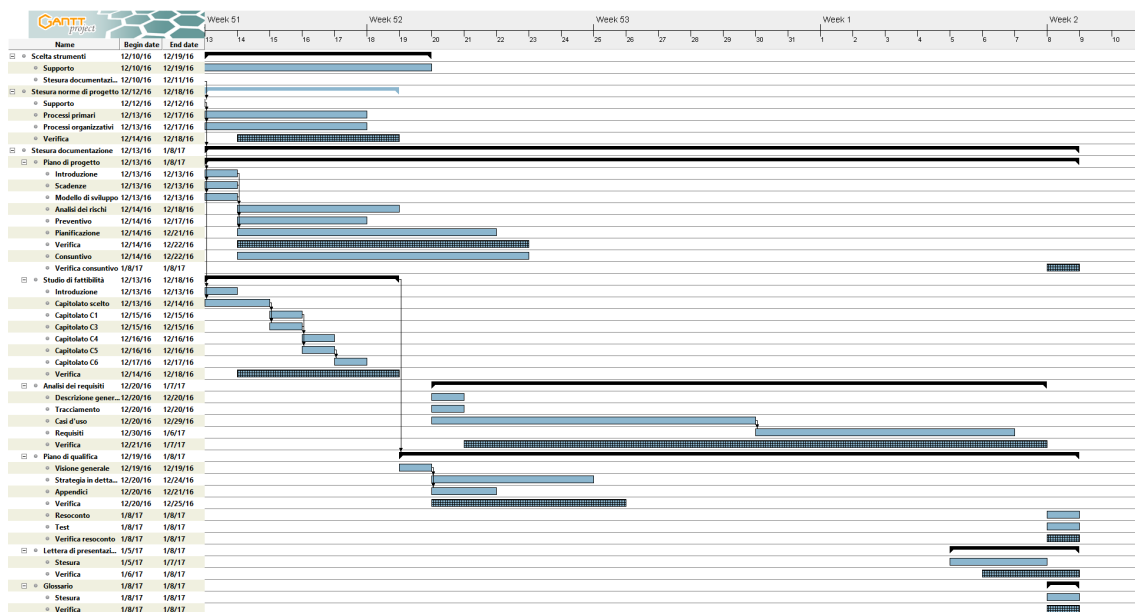 GANTT project
Week 51 Week 52 Week 53 Week 1 Week 2
13 14 15 16 17 18 19 20 21 22 23 24 25 26 27 28 29 30 31 1 2 3 4 5 6 7 8 9 10
Name Begin date End date
Scelta strumenti 12/10/16 12/19/16
Supporto 12/10/16 12/19/16
Stesura documentazi... 12/10/16 12/11/16
Stesura norme di progetto 12/12/16 12/18/16
Supporto 12/12/16 12/12/16
Processi primari 12/13/16 12/17/16
Processi organizzativi 12/13/16 12/17/16
Verifica 12/14/16 12/18/16
Stesura documentazione 12/13/16 1/8/17
Piano di progetto 12/13/16 1/8/17
Introduzione 12/13/16 12/13/16
Scadenze 12/13/16 12/13/16
Modello di sviluppo 12/13/16 12/13/16
Analisi dei rischi 12/14/16 12/18/16
Preventivo 12/14/16 12/17/16
Pianificazione 12/14/16 12/21/16
Verifica 12/14/16 12/22/16
Consuntivo 12/14/16 12/22/16
Verifica consuntivo 1/8/17 1/8/17
Studio di fattibilità 12/13/16 12/18/16
Introduzione 12/13/16 12/13/16
Capitolato scelto 12/13/16 12/14/16
Capitolato C1 12/15/16 12/15/16
Capitolato C3 12/15/16 12/15/16
Capitolato C4 12/16/16 12/16/16
Capitolato C5 12/16/16 12/16/16
Capitolato C6 12/17/16 12/17/16
Verifica 12/14/16 12/18/16
Analisi dei requisiti 12/20/16 1/7/17
Descrizione gener... 12/20/16 12/20/16
Tracciamento 12/20/16 12/20/16
Casi d'uso 12/20/16 12/29/16
Requisiti 12/30/16 1/6/17
Verifica 12/21/16 1/7/17
Piano di qualifica 12/19/16 1/8/17
Visione generale 12/19/16 12/19/16
Strategia in detta... 12/20/16 12/24/16
Appendici 12/20/16 12/21/16
Verifica 12/20/16 12/25/16
Resoconto 1/8/17 1/8/17
Test 1/8/17 1/8/17
Verifica resoconto 1/8/17 1/8/17
Lettera di presentazi... 1/5/17 1/8/17
Stesura 1/5/17 1/7/17
Verifica 1/6/17 1/8/17
Glossario 1/8/17 1/8/17
Stesura 1/8/17 1/8/17
Verifica 1/8/17 1/8/17